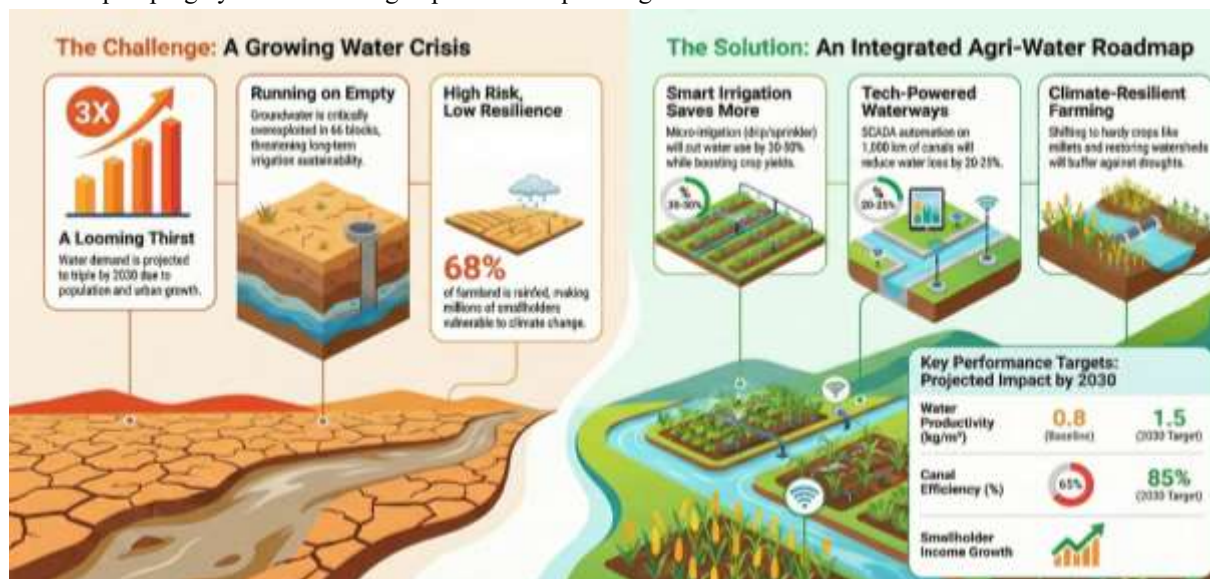 The Challenge: A Growing Water Crisis
3X
A Looming Thirst
Water demand is projected
to triple by 2030 due to
population and urban growth.
Running on Empty
Groundwater is critically
overexploited in 66 blocks,
threatening long-term
irrigation sustainability.
High Risk,
Low Resilience
68%
of farmland is rainfed, making
millions of smallholders
vulnerable to climate change.
The Solution: An Integrated Agri-Water Roadmap
Smart Irrigation
Saves More
Micro-irrigation (drip/sprinkler)
will cut water use by 30-50%
while boosting crop yields.
%
30-50%
Tech-Powered
Waterways
SCADA automation on
1,000 km of canals will
reduce water loss by 20-25%.
%
20-25%
Climate-Resilient
Farming
Shifting to hardy crops like
millets and restoring watersheds
will buffer against droughts.
Key Performance Targets:
Projected Impact by 2030
Water
Productivity
(kg/m³)
0.8
(Baseline)
1.5
(2030 Target)
Canal
Efficiency (%)
65%
85%
(2030 Target)
Smallholder
Income Growth